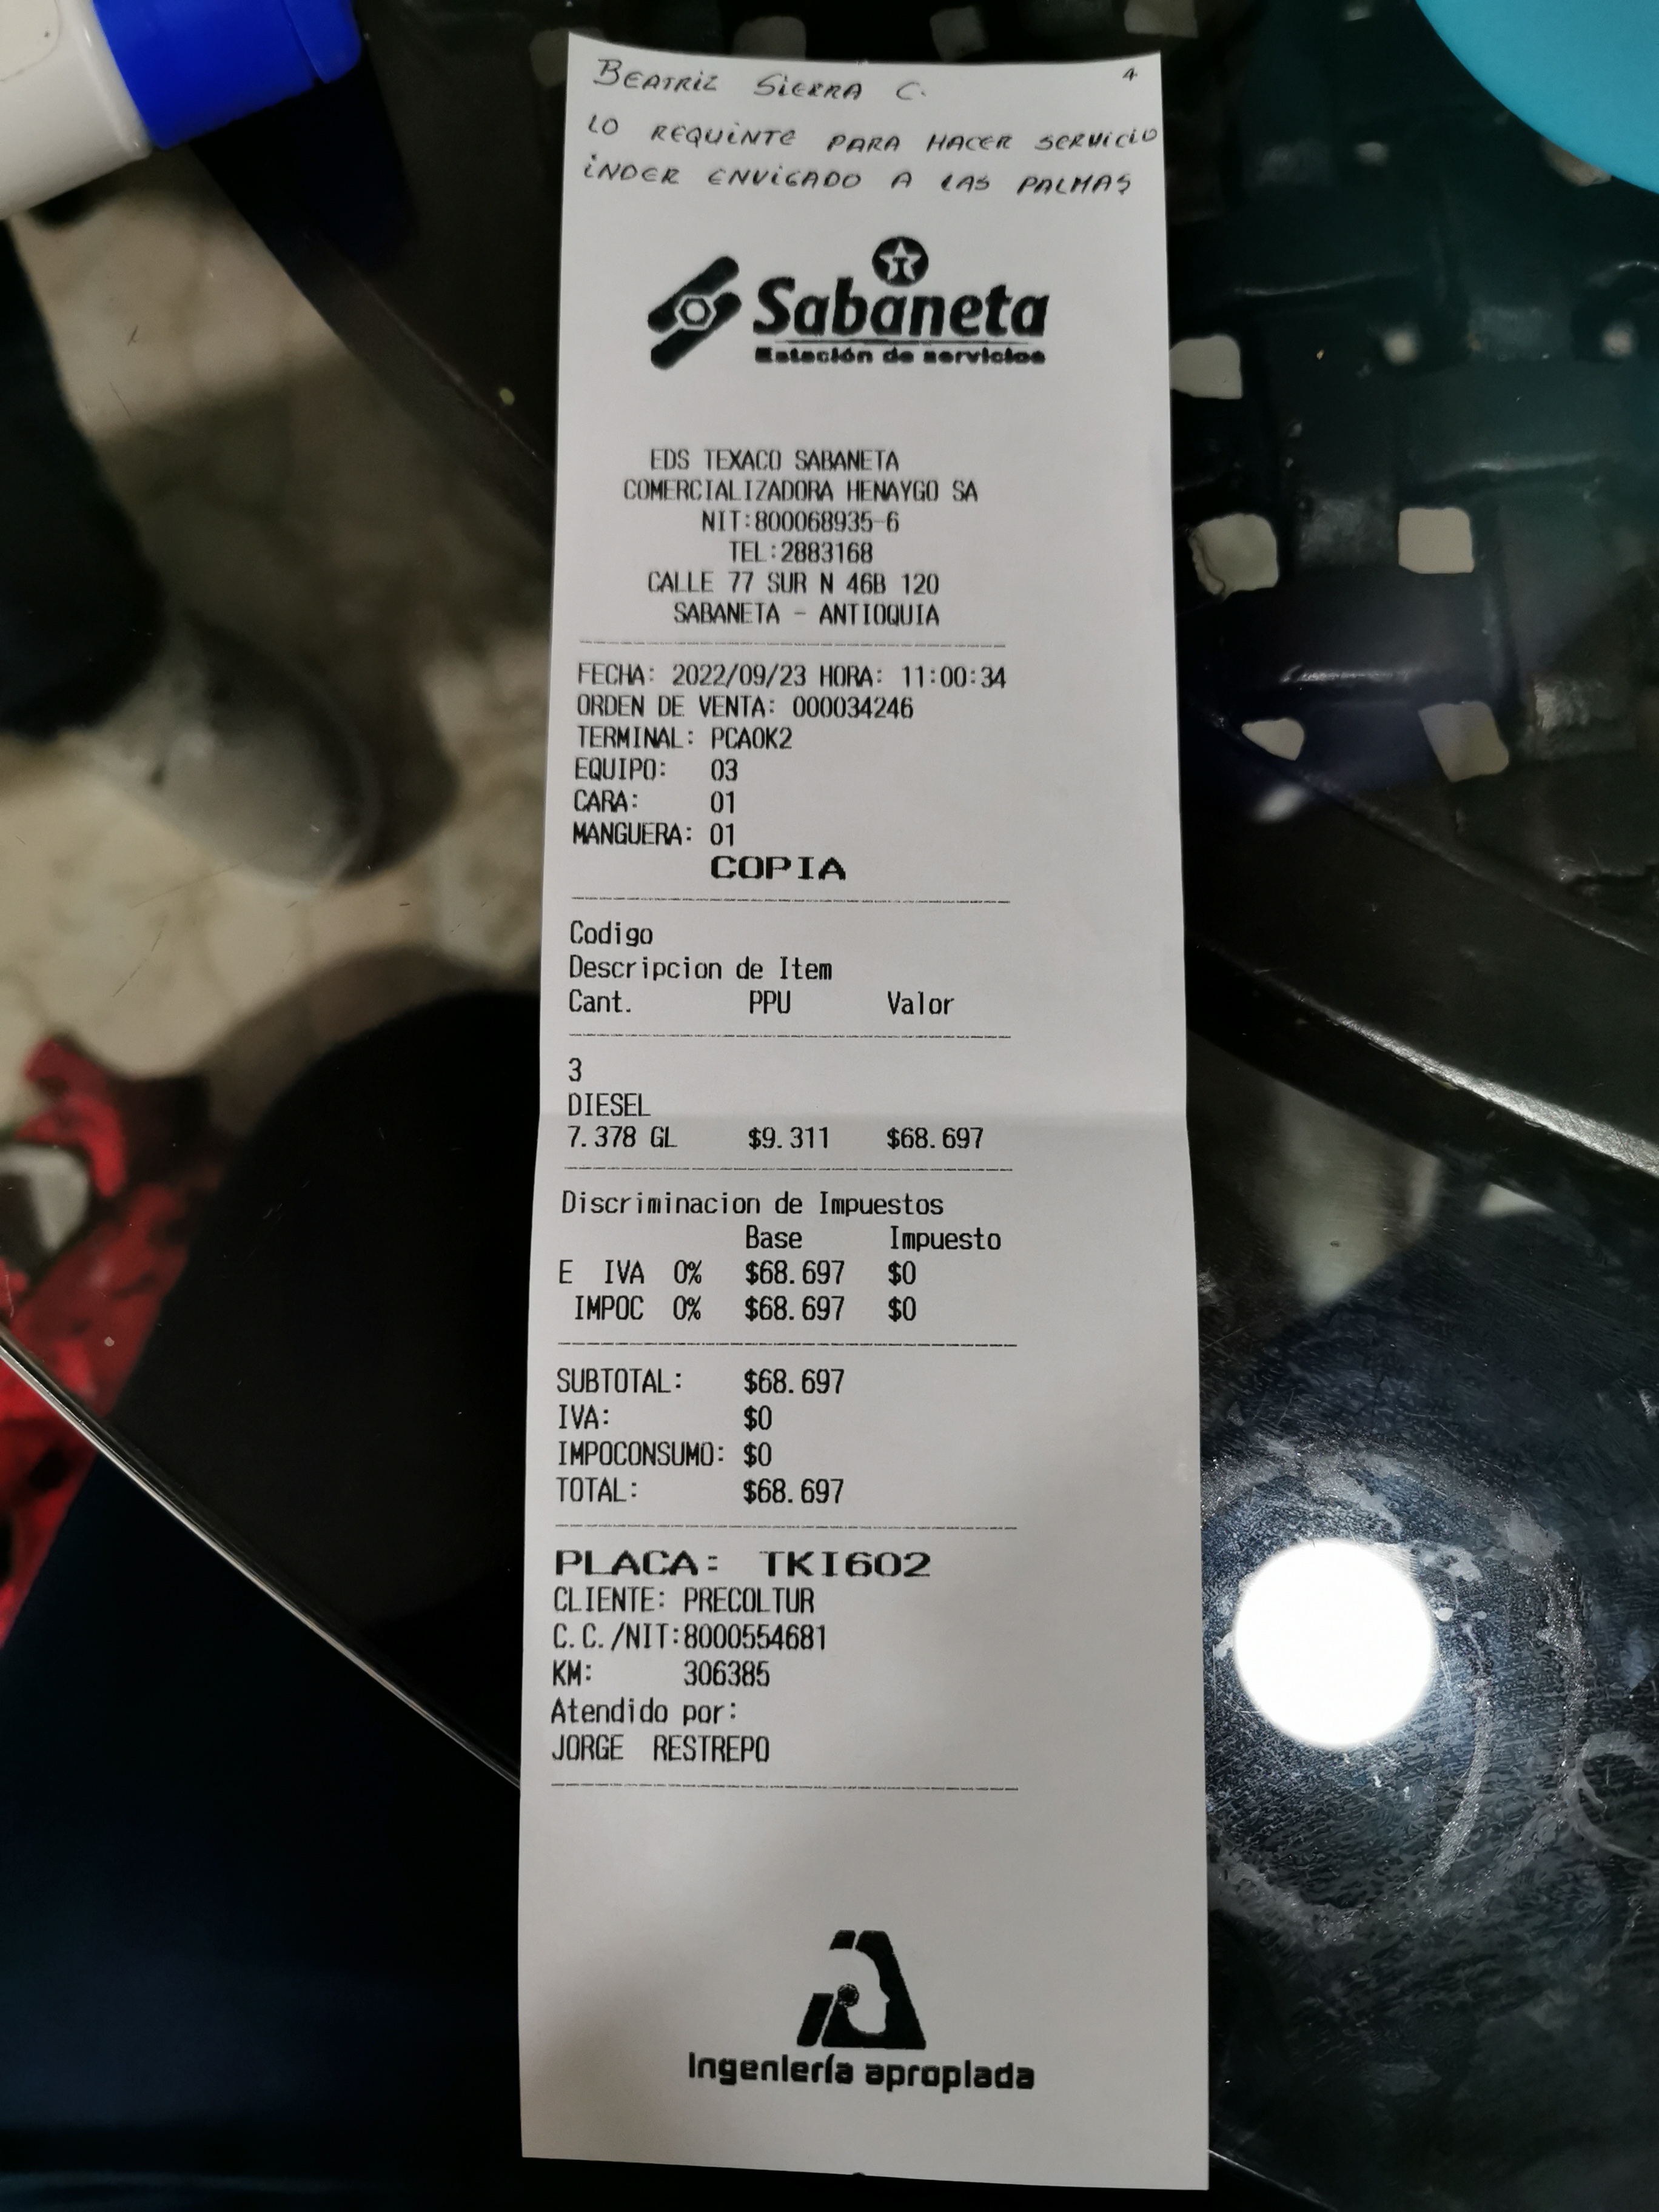 BEATRIZ SIERRA C. 4
LO REQUINTE PARA HACER SERVICIO
INDER ENVIGADO A LAS PALMAS
Sabaneta
Estación de servicios
EDS TEXACO SABANETA
COMERCIALIZADORA HENAYGO SA
NIT:800068935-6
TEL:2883168
CALLE 77 SUR N 46B 120
SABANETA - ANTIOQUIA
FECHA: 2022/09/23 HORA: 11:00:34
ORDEN DE VENTA: 000034246
TERMINAL: PCAOK2
EQUIPO: 03
CARA: 01
MANGUERA: 01
COPIA
Codigo
Descripcion de Item
Cant. PPU Valor
3
DIESEL
7.378 GL $9.311 $68.697
Discriminacion de Impuestos
Base Impuesto
E IVA 0% $68.697 $0
IMPOC 0% $68.697 $0
SUBTOTAL: $68.697
IVA: $0
IMPOCONSUMO: $0
TOTAL: $68.697
PLACA: TKI602
CLIENTE: PRECOLTUR
C.C./NIT:8000554681
KM: 306385
Atendido por:
JORGE RESTREPO
Ingeniería apropiada